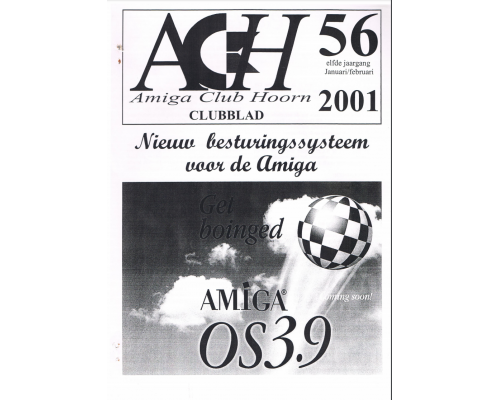 ACH
Amiga Club Hoorn
CLUBBLAD
56
elfde jaargang
Januari/februari
2001
Nieuw besturingssysteem
voor de Amiga
Get
boinged
coming soon!
AMIGA®
OS3.9